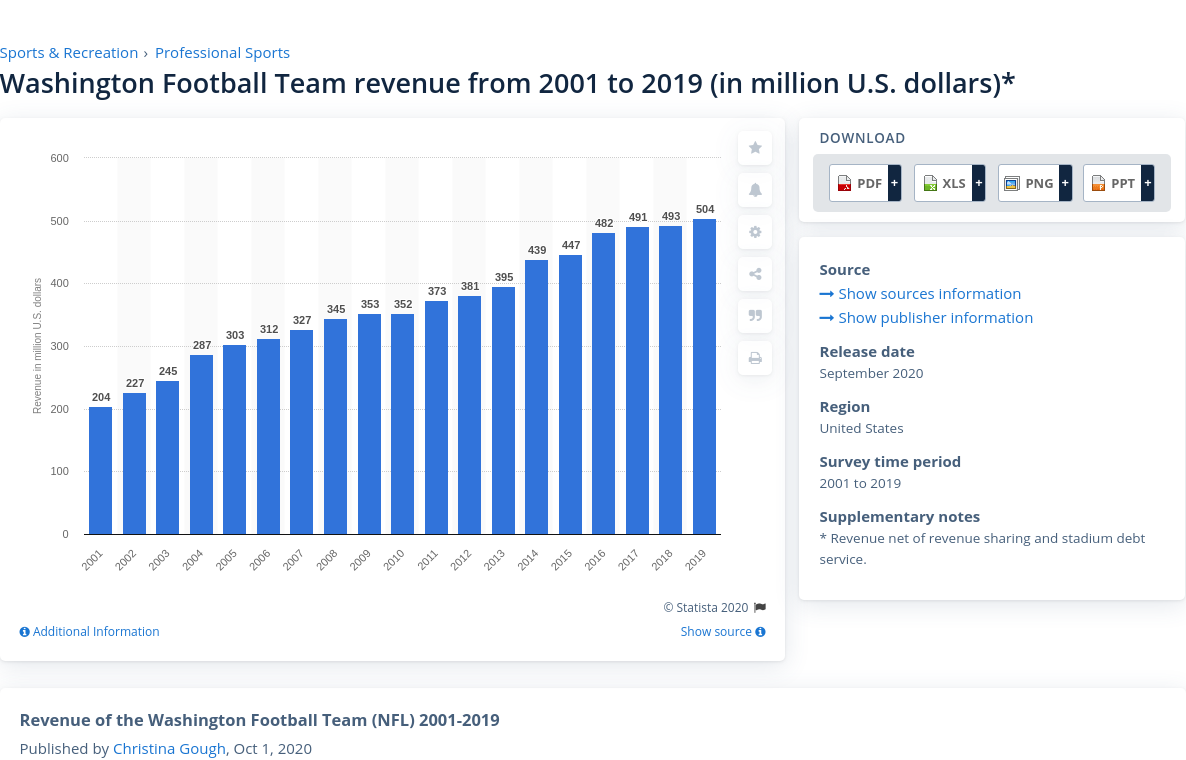 Sports & Recreation › Professional Sports
Washington Football Team revenue from 2001 to 2019 (in million U.S. dollars)*
600
500
400
300
200
100
0
Revenue in million U.S. dollars
204
227
245
287
303
312
327
345
353
352
373
381
395
439
447
482
491
493
504
2001
2002
2003
2004
2005
2006
2007
2008
2009
2010
2011
2012
2013
2014
2015
2016
2017
2018
2019
© Statista 2020
Additional Information
Show source
DOWNLOAD
PDF +
XLS +
PNG +
PPT +
Source
Show sources information
Show publisher information
Release date
September 2020
Region
United States
Survey time period
2001 to 2019
Supplementary notes
* Revenue net of revenue sharing and stadium debt
service.
Revenue of the Washington Football Team (NFL) 2001-2019
Published by Christina Gough, Oct 1, 2020